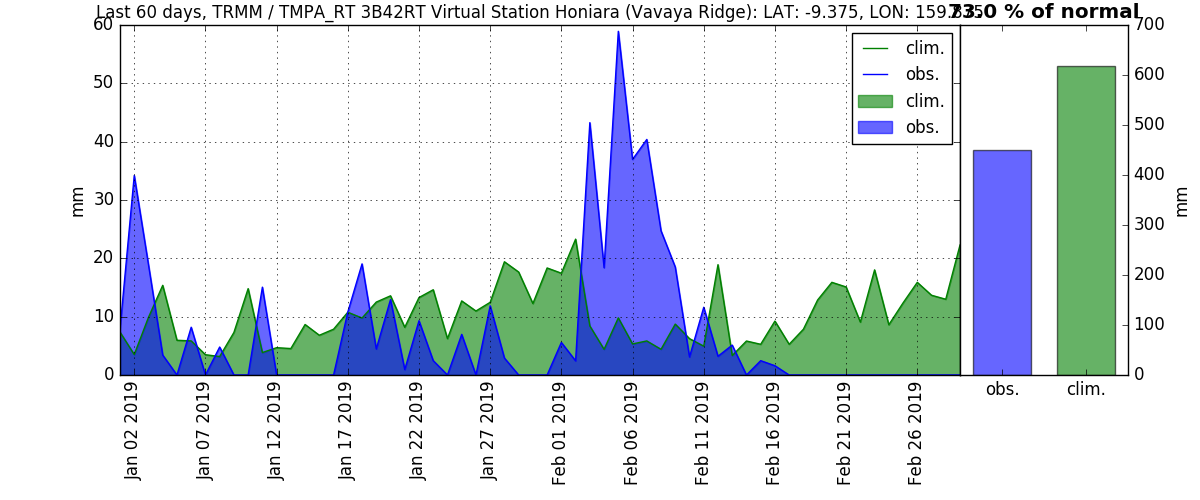 Last 60 days, TRMM / TMPA_RT 3B42RT Virtual Station Honiara (Vavaya Ridge): LAT: -9.375, LON:
73.0 % of normal
60
50
40
30
20
10
0
mm
clim.
obs.
clim.
obs.
700
600
500
400
300
200
100
0
mm
obs.
clim.
Jan 02 2019
Jan 07 2019
Jan 12 2019
Jan 17 2019
Jan 22 2019
Jan 27 2019
Feb 01 2019
Feb 06 2019
Feb 11 2019
Feb 16 2019
Feb 21 2019
Feb 26 2019